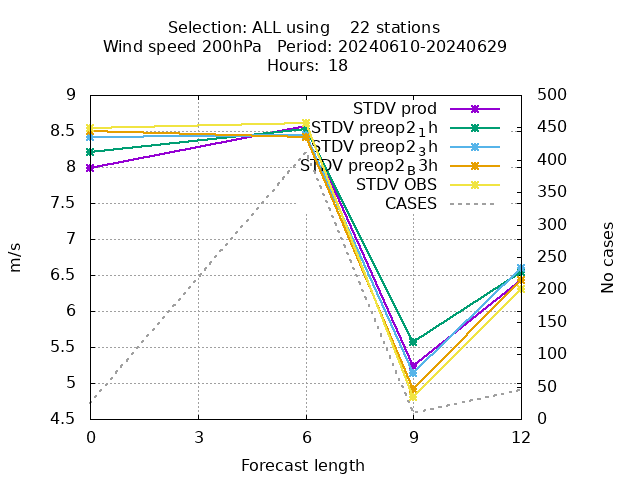 Selection: ALL using 22 stations
Wind speed 200hPa Period: 20240610-20240629
Hours: 18
STDV prod
STDV preop2₁h
STDV preop2₃h
STDV preop2_B3h
STDV OBS
CASES
9
8.5
8
7.5
7
6.5
6
5.5
5
4.5
500
450
400
350
300
250
200
150
100
50
0
m/s
No cases
0 3 6 9 12
Forecast length